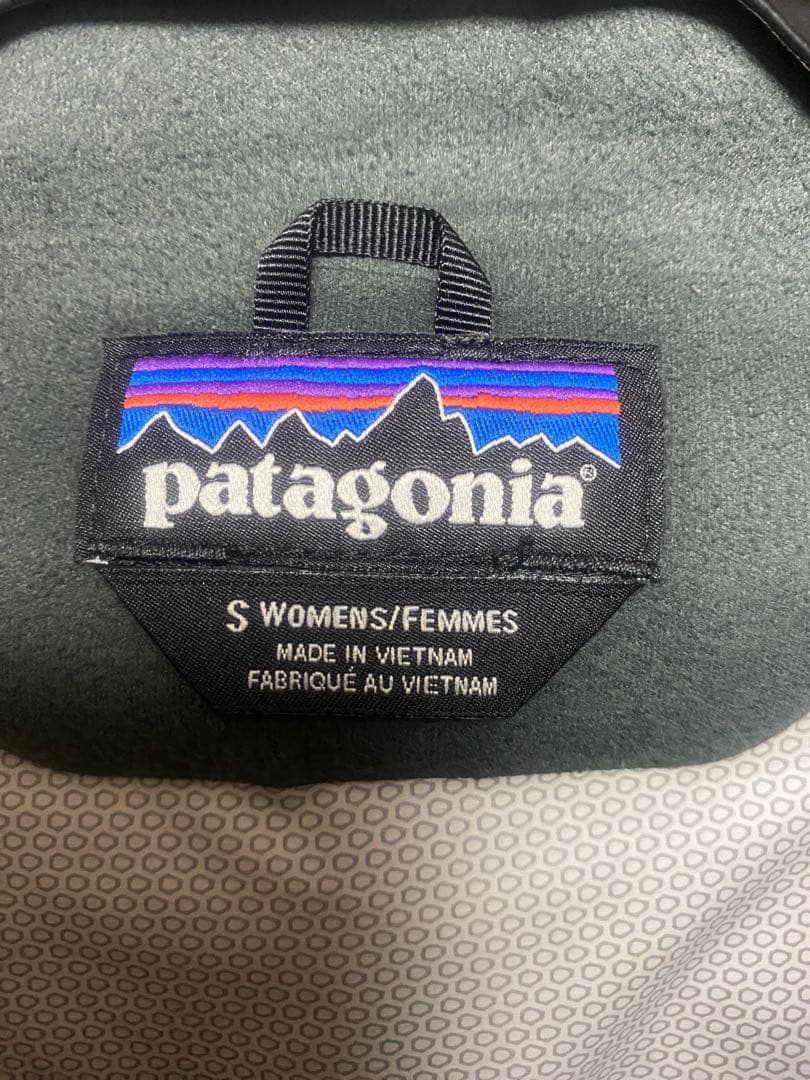 patagonia®
S WOMENS/FEMMES
MADE IN VIETNAM
FABRIQUÉ AU VIETNAM